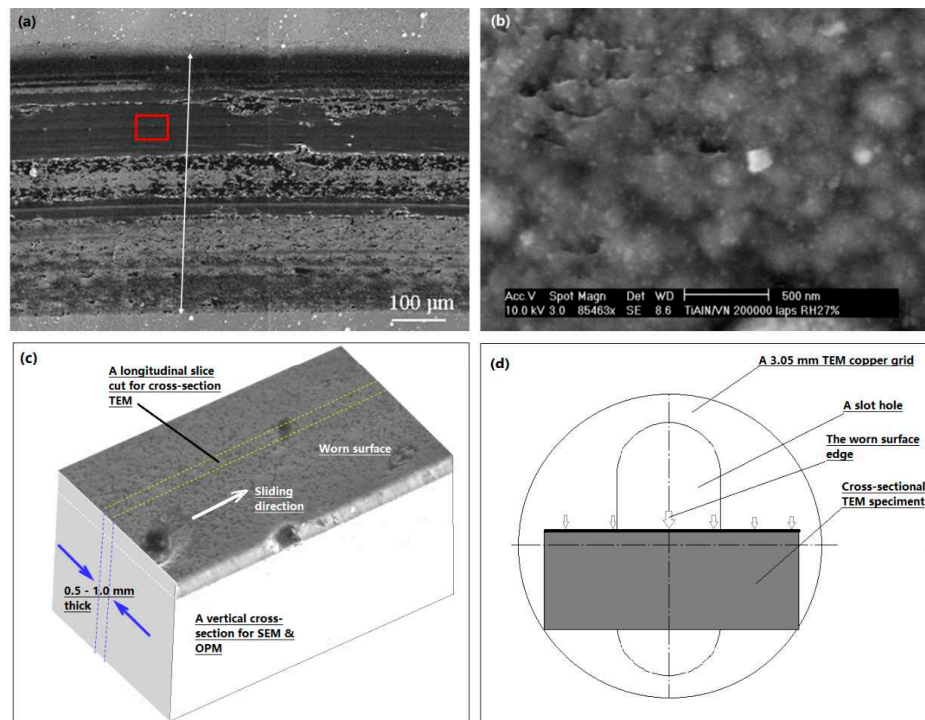 (a)
100 µm
(b)
Acc.V Spot Magn Det WD 500 nm
10.0 kV 3.0 85463x SE 8.6 TiAlN/VN 200000 laps RH27%
(c)
A longitudinal slice
cut for cross-section
TEM
Worn surface
Sliding
direction
0.5 - 1.0 mm
thick
A vertical cross-
section for SEM &
OPM
(d)
A 3.05 mm TEM copper grid
A slot hole
The worn surface
edge
Cross-sectional
TEM speciment